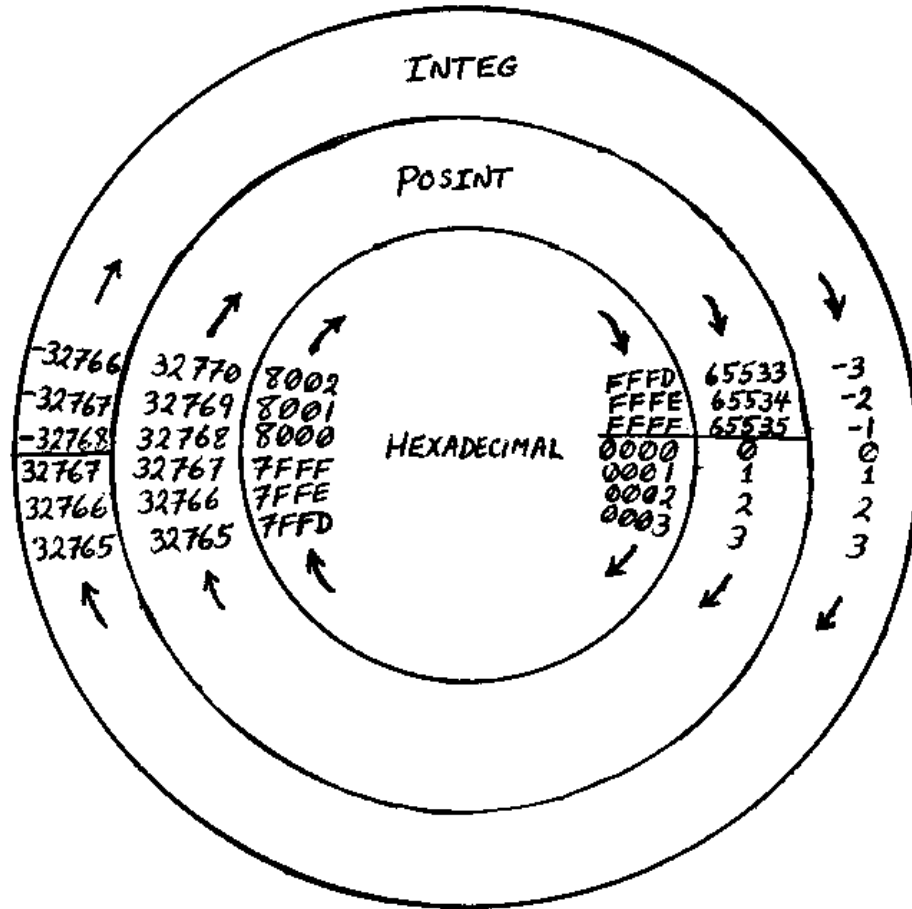 INTEG
POSINT
-32766 32770 8002 FFFD 65533 -3
-32767 32769 8001 FFFE 65534 -2
-32768 32768 8000 FFFF 65535 -1
32767 32767 7FFF HEXADECIMAL 0000 0 0
32766 32766 7FFE 0001 1 1
32765 32765 7FFD 0002 2 2
0003 3 3